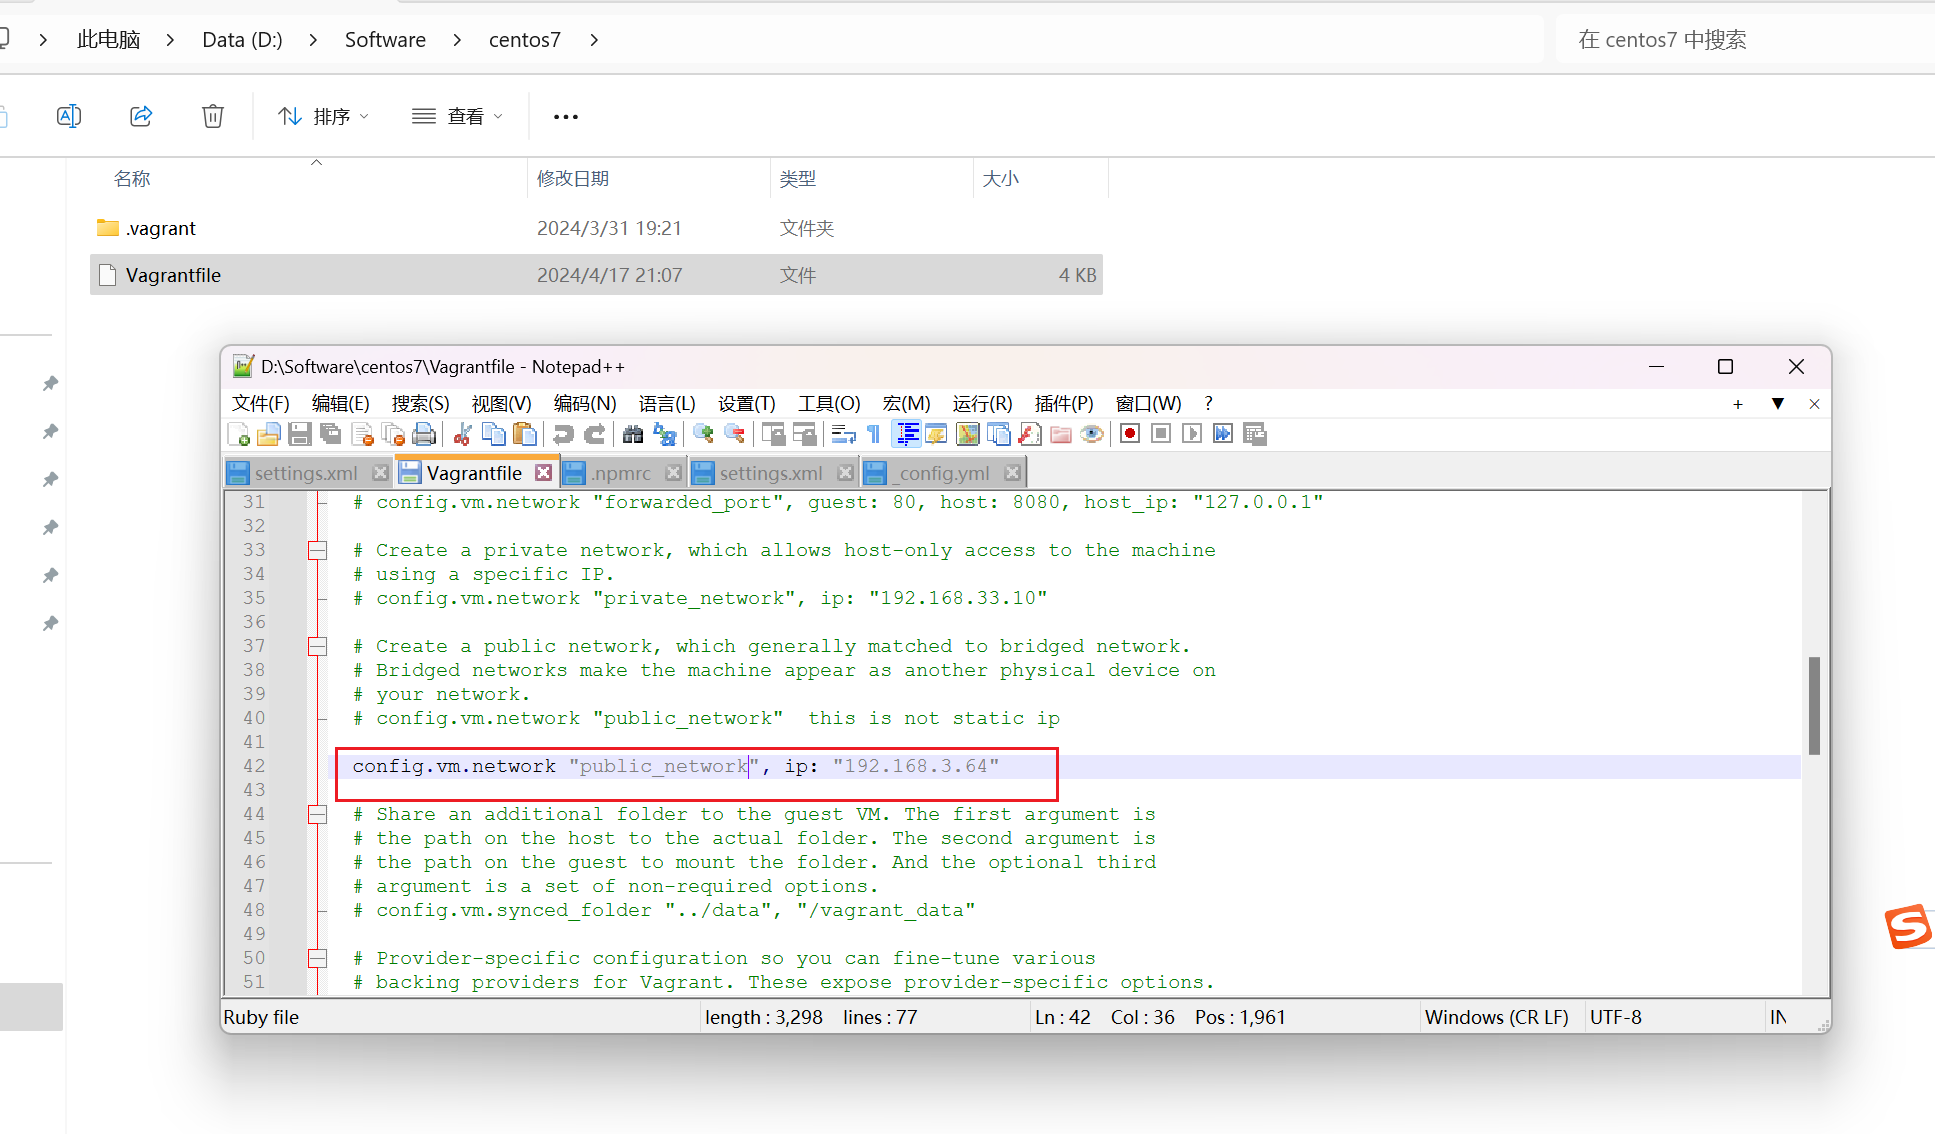 此电脑 > Data (D:) > Software > centos7 >
在 centos7 中搜索
排序 查看
名称 修改日期 类型 大小
.vagrant 2024/3/31 19:21 文件夹
Vagrantfile 2024/4/17 21:07 文件 4 KB
D:\Software\centos7\Vagrantfile - Notepad++
文件(F) 编辑(E) 搜索(S) 视图(V) 编码(N) 语言(L) 设置(T) 工具(O) 宏(M) 运行(R) 插件(P) 窗口(W) ?
settings.xml Vagrantfile .npmrc settings.xml _config.yml
31 # config.vm.network "forwarded_port", guest: 80, host: 8080, host_ip: "127.0.0.1"
32
33 # Create a private network, which allows host-only access to the machine
34 # using a specific IP.
35 # config.vm.network "private_network", ip: "192.168.33.10"
36
37 # Create a public network, which generally matched to bridged network.
38 # Bridged networks make the machine appear as another physical device on
39 # your network.
40 # config.vm.network "public_network"  this is not static ip
41
42 config.vm.network "public_network", ip: "192.168.3.64"
43
44 # Share an additional folder to the guest VM. The first argument is
45 # the path on the host to the actual folder. The second argument is
46 # the path on the guest to mount the folder. And the optional third
47 # argument is a set of non-required options.
48 # config.vm.synced_folder "../data", "/vagrant_data"
49
50 # Provider-specific configuration so you can fine-tune various
51 # backing providers for Vagrant. These expose provider-specific options.
Ruby file length : 3,298 lines : 77 Ln : 42 Col : 36 Pos : 1,961 Windows (CR LF) UTF-8 IN